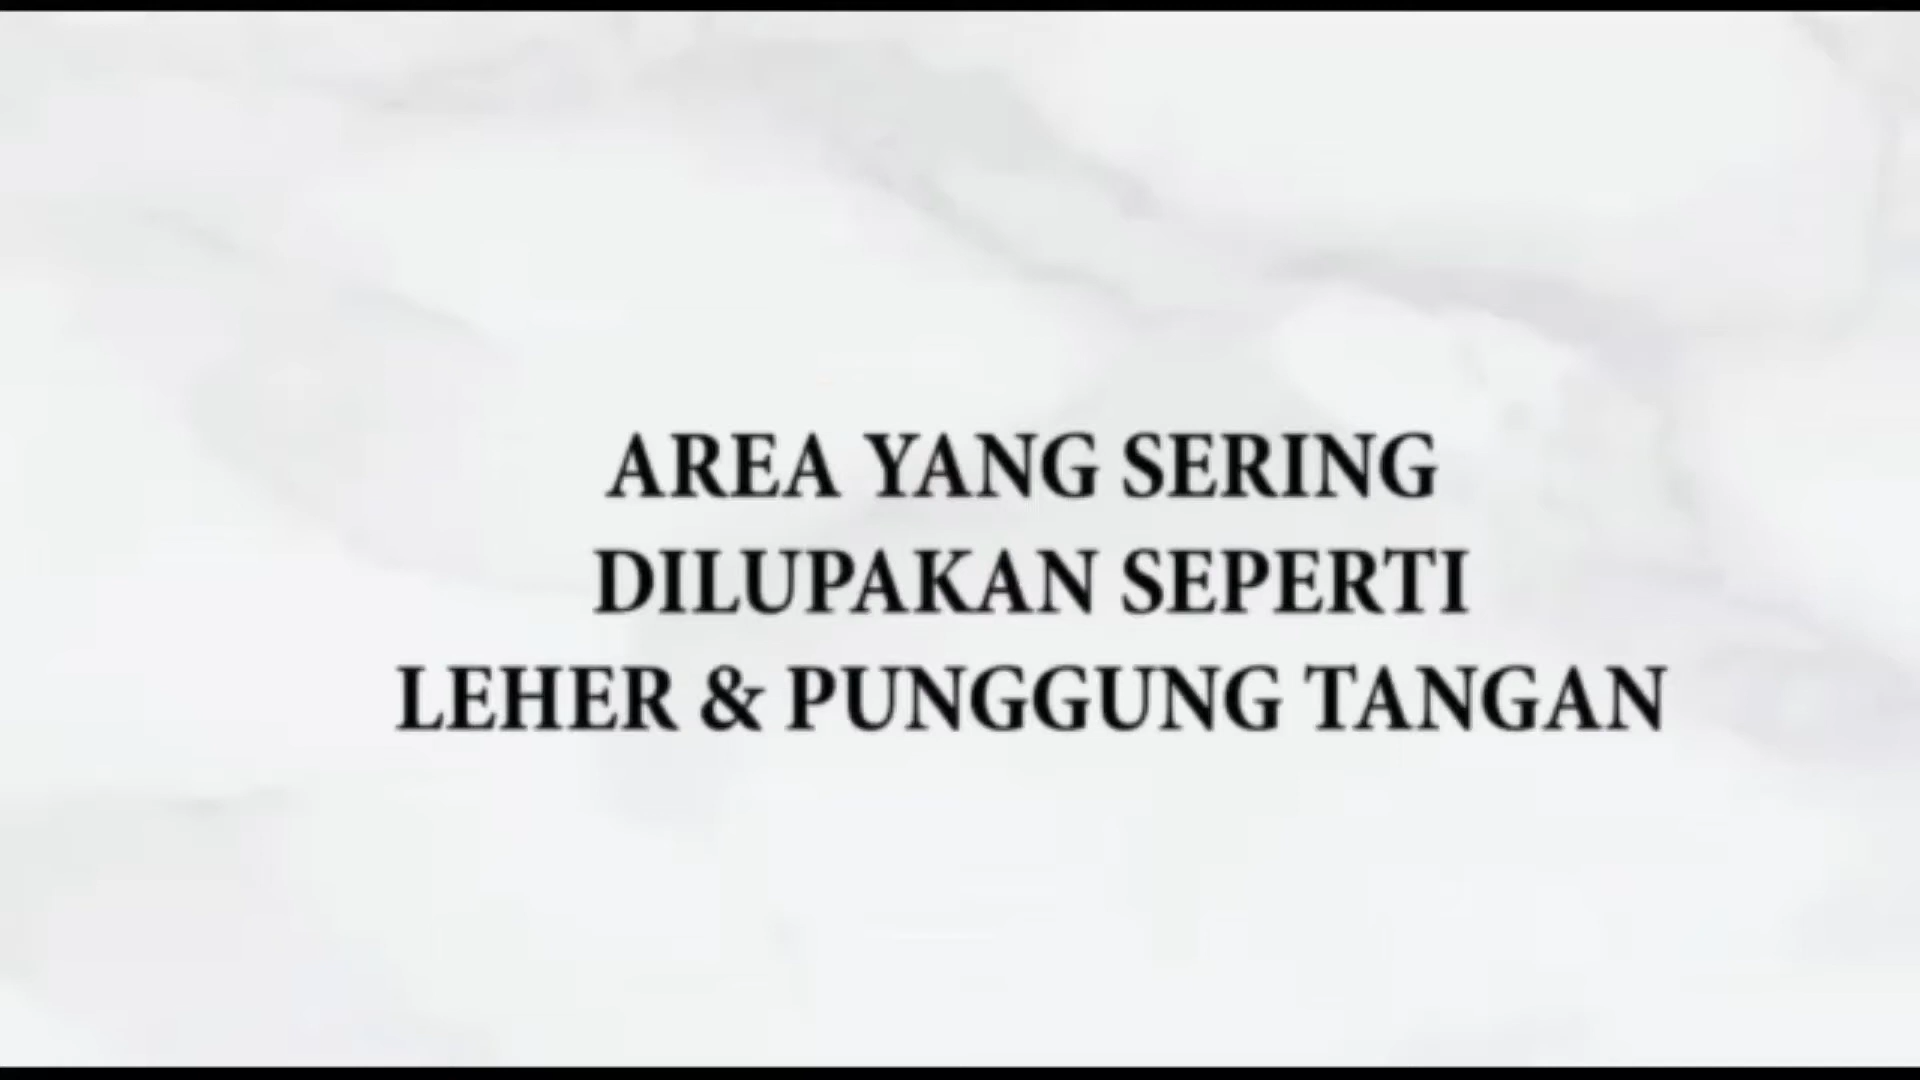 AREA YANG SERING
DILUPAKAN SEPERTI
LEHER & PUNGGUNG TANGAN